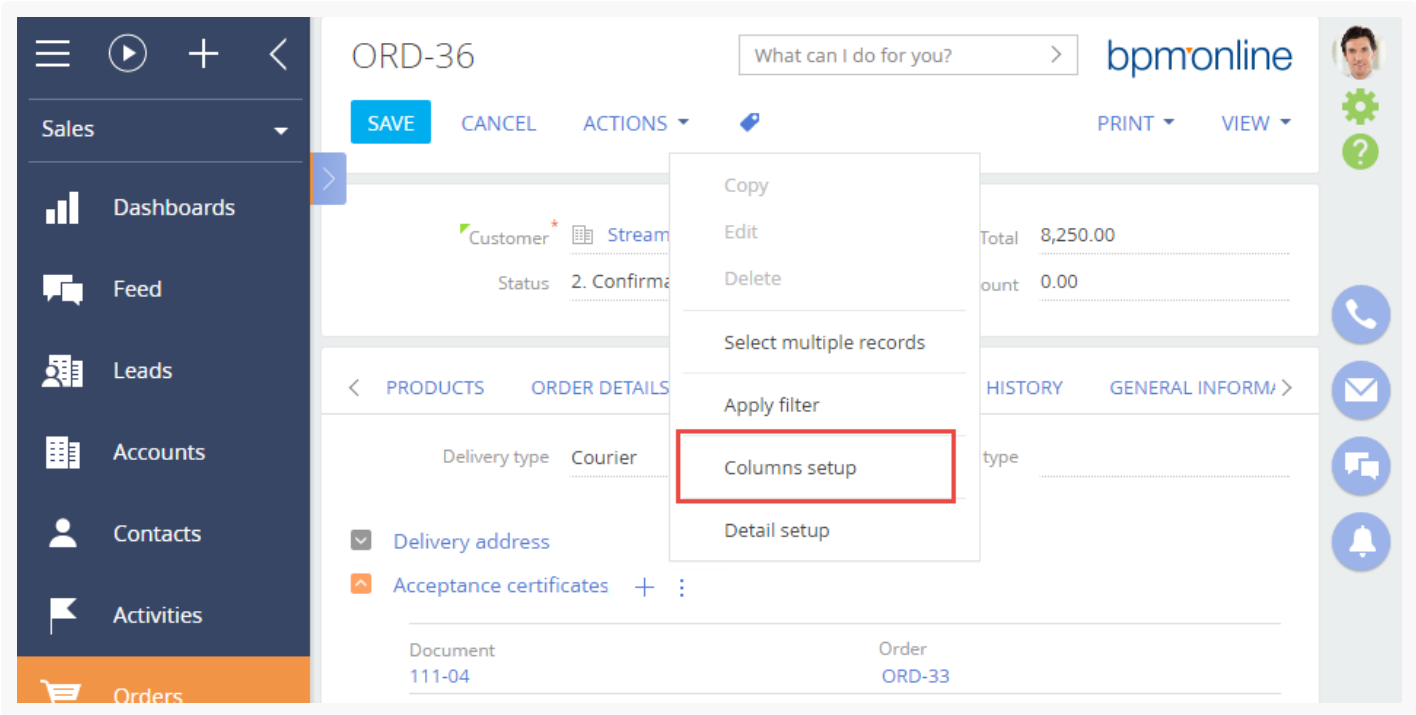 ORD-36
What can I do for you?
bpm'online
SAVE CANCEL ACTIONS PRINT VIEW
Sales
Dashboards
Feed
Leads
Accounts
Contacts
Activities
Orders
Copy
Edit
Delete
Select multiple records
Apply filter
Columns setup
Detail setup
Customer* Stream Total 8,250.00
Status 2. Confirma ount 0.00
PRODUCTS ORDER DETAILS HISTORY GENERAL INFORMA
Delivery type Courier type
Delivery address
Acceptance certificates
Document Order
111-04 ORD-33